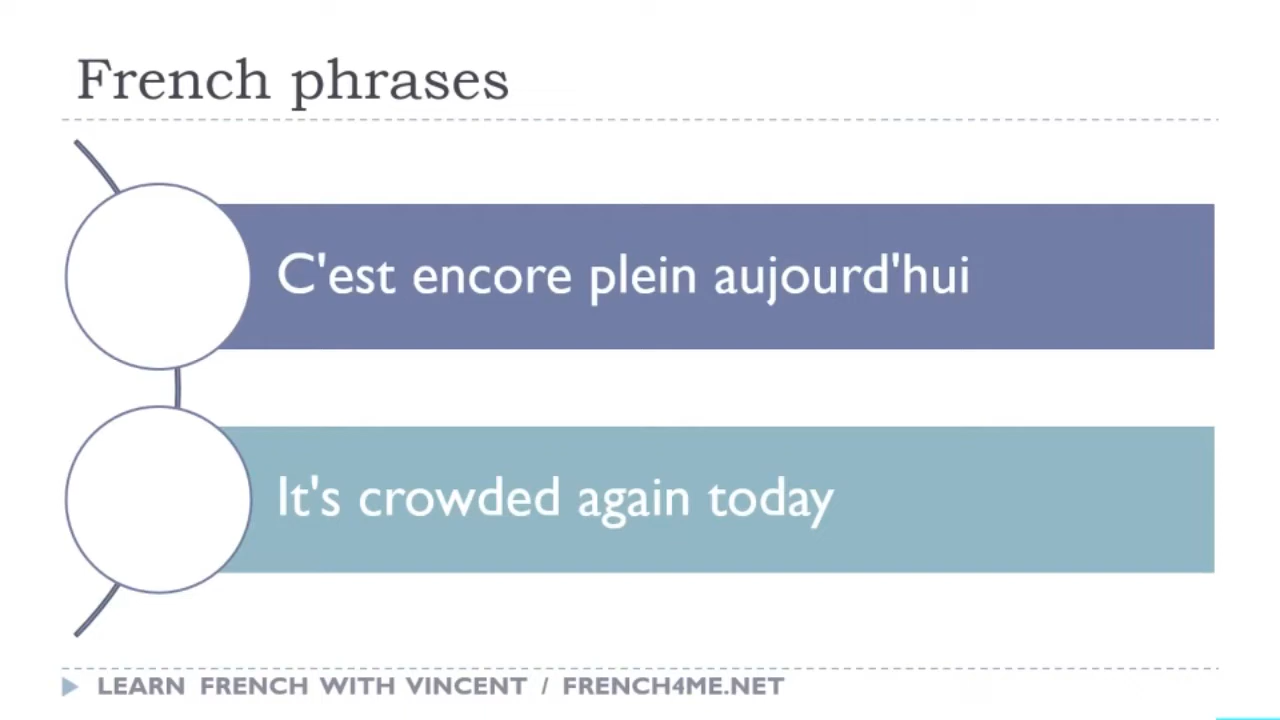 French phrases
C'est encore plein aujourd'hui
It's crowded again today
LEARN FRENCH WITH VINCENT / FRENCH4ME.NET